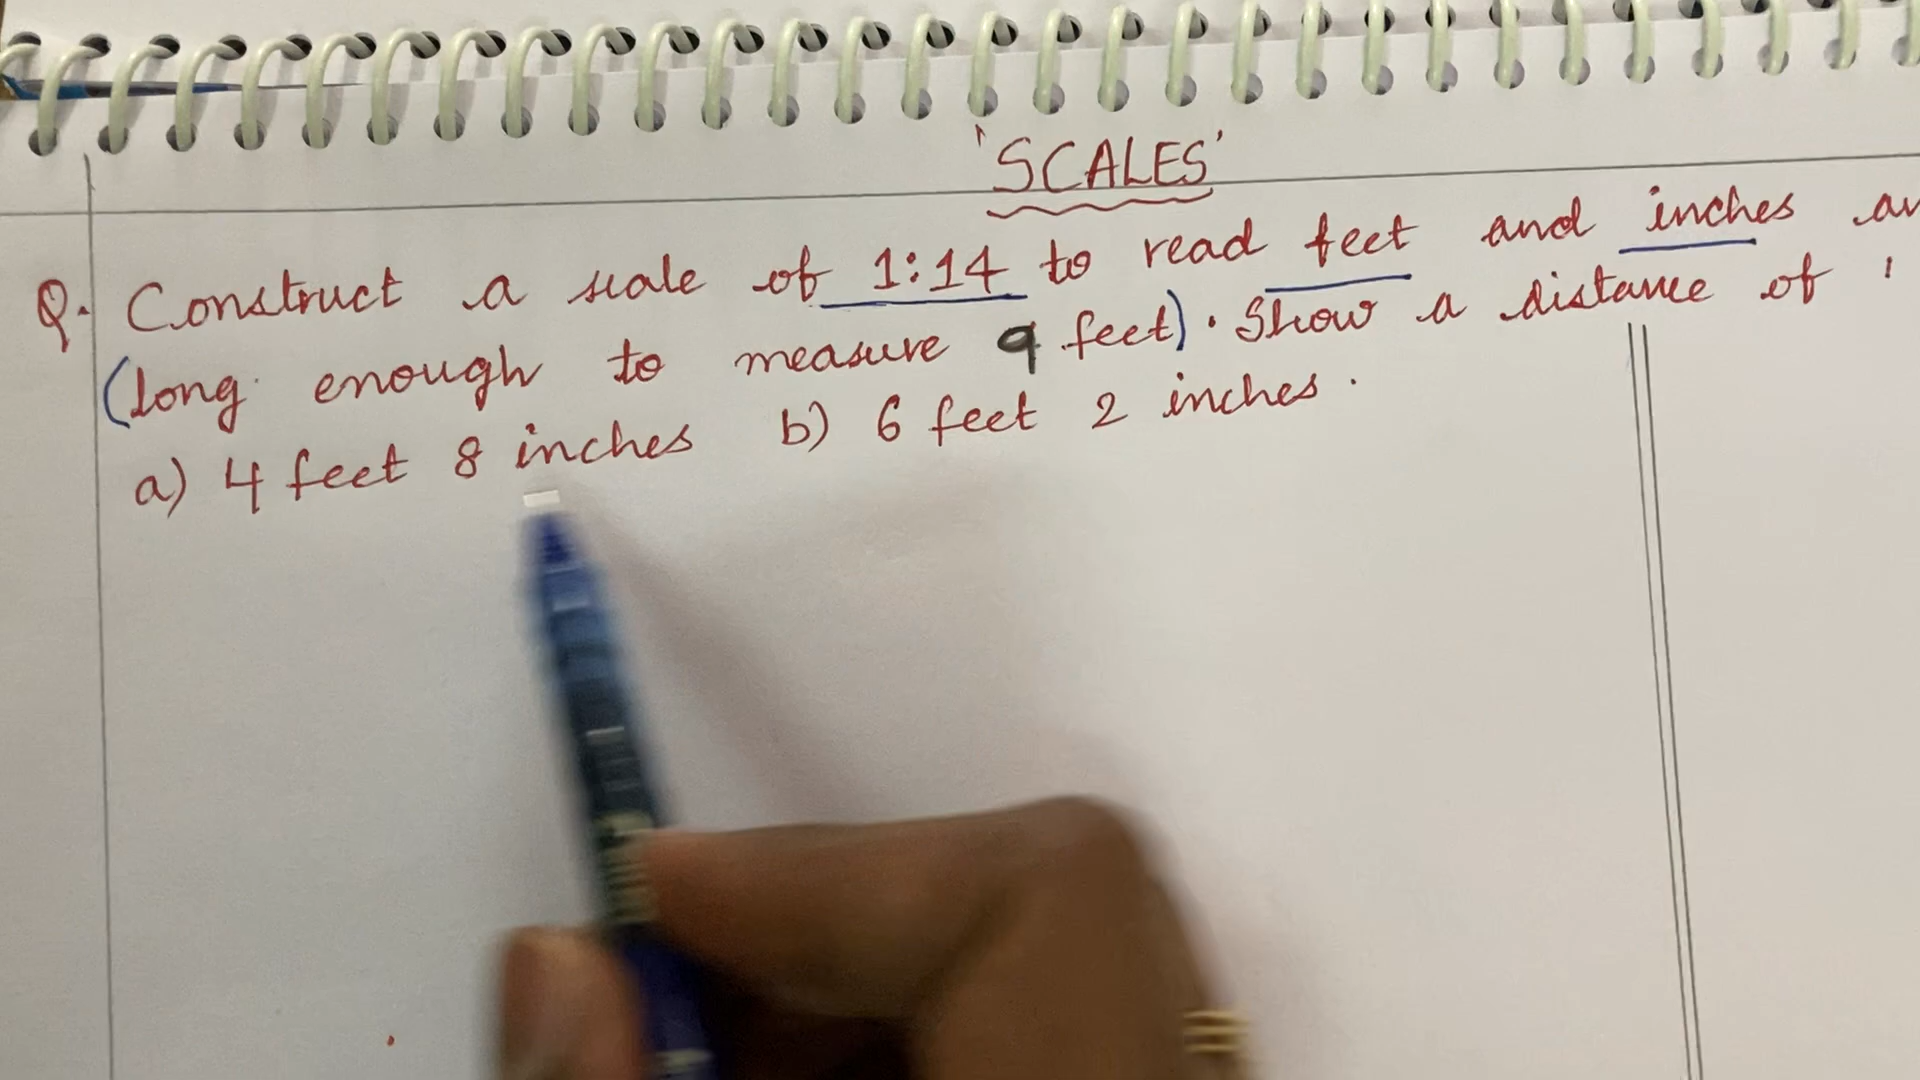 'SCALES'
Q. Construct a scale of 1:14 to read feet and inches
(long enough to measure 9 feet). Show a distance of
a) 4 feet 8 inches b) 6 feet 2 inches.